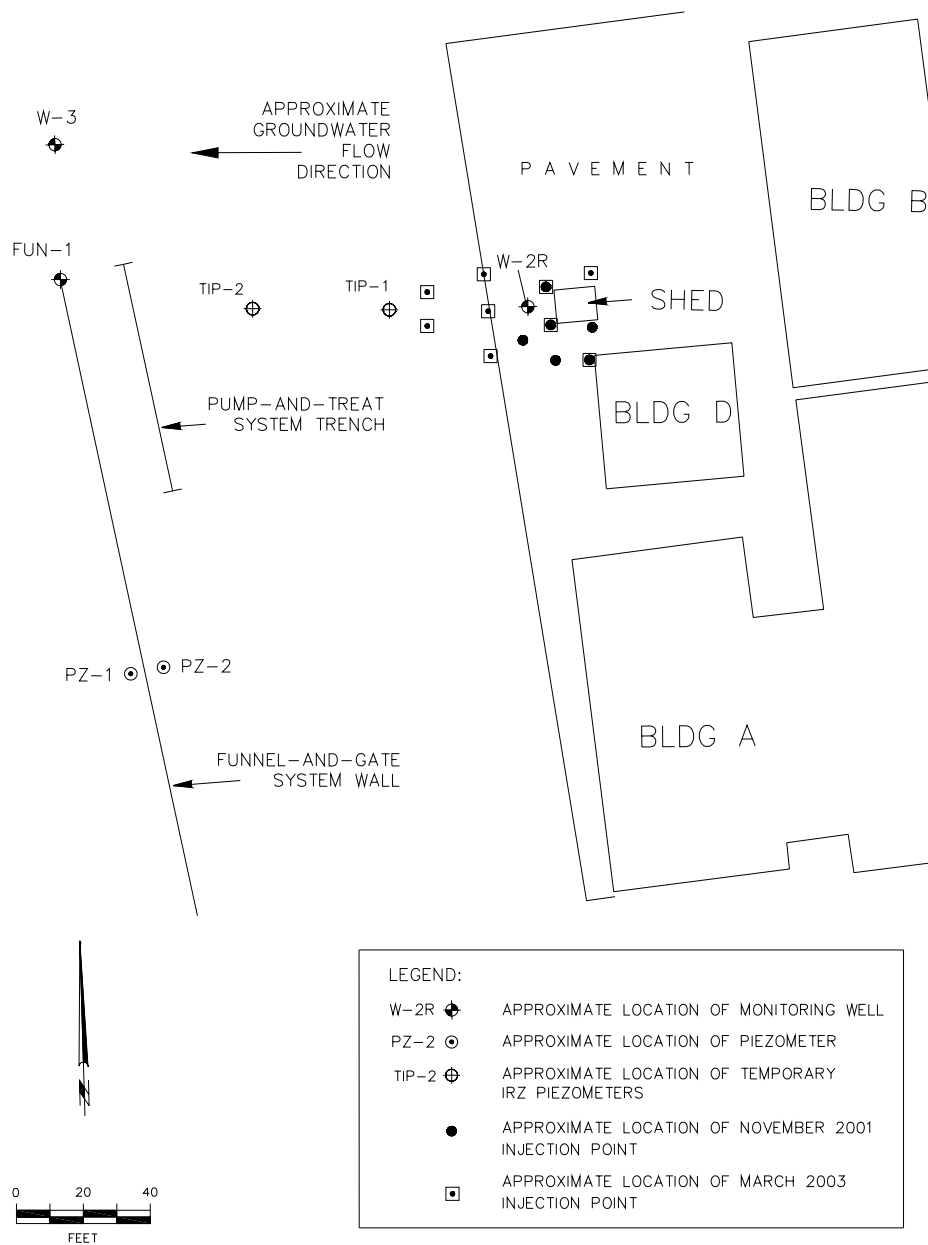 W-3
APPROXIMATE
GROUNDWATER
FLOW
DIRECTION
PAVEMENT
BLDG B
FUN-1
W-2R
TIP-2
TIP-1
SHED
PUMP-AND-TREAT
SYSTEM TRENCH
BLDG D
PZ-1
PZ-2
BLDG A
FUNNEL-AND-GATE
SYSTEM WALL
N
LEGEND:
W-2R APPROXIMATE LOCATION OF MONITORING WELL
PZ-2 APPROXIMATE LOCATION OF PIEZOMETER
TIP-2 APPROXIMATE LOCATION OF TEMPORARY
IRZ PIEZOMETERS
APPROXIMATE LOCATION OF NOVEMBER 2001
INJECTION POINT
APPROXIMATE LOCATION OF MARCH 2003
INJECTION POINT
0 20 40
FEET